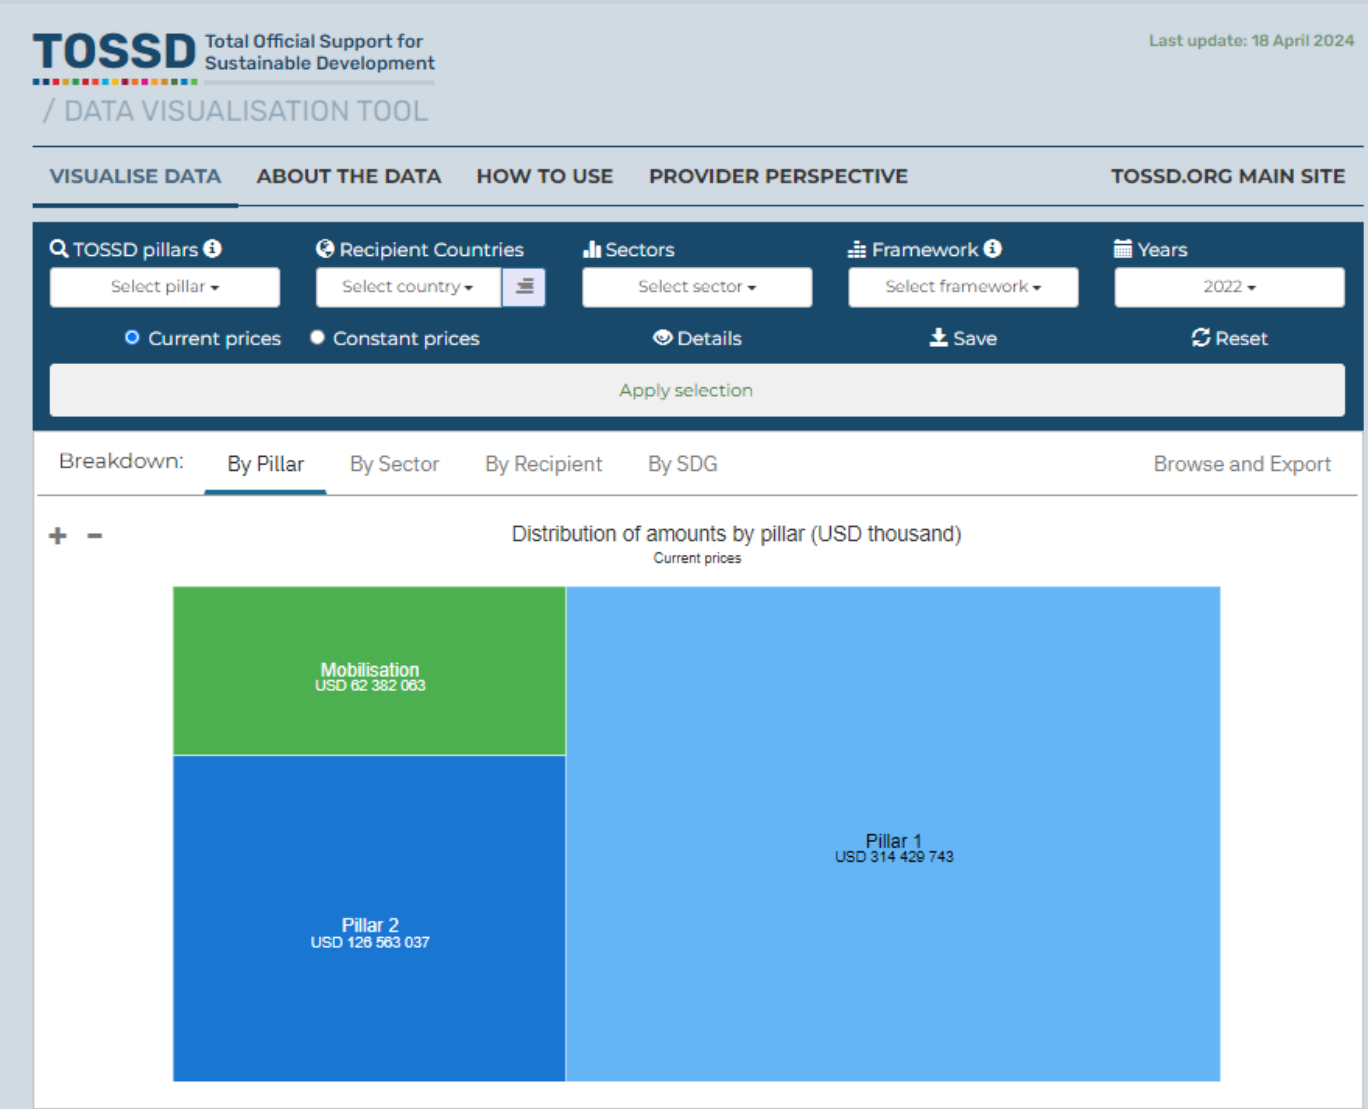 TOSSD Total Official Support for
Sustainable Development
Last update: 18 April 2024
/ DATA VISUALISATION TOOL
VISUALISE DATA ABOUT THE DATA HOW TO USE PROVIDER PERSPECTIVE TOSSD.ORG MAIN SITE
TOSSD pillars Recipient Countries Sectors Framework Years
Select pillar Select country Select sector Select framework 2022
Current prices Constant prices Details Save Reset
Apply selection
Breakdown: By Pillar By Sector By Recipient By SDG Browse and Export
+ −
Distribution of amounts by pillar (USD thousand)
Current prices
Mobilisation
USD 62 382 063
Pillar 1
USD 314 429 743
Pillar 2
USD 126 563 037